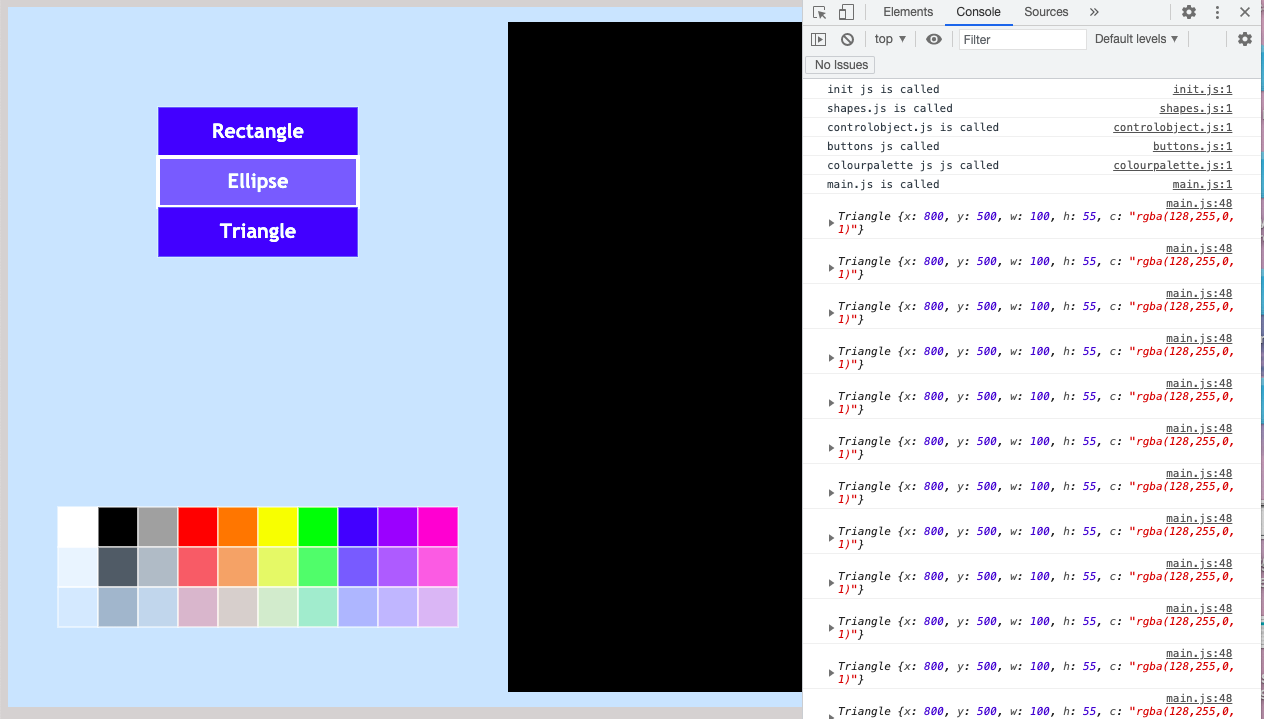 Rectangle
Ellipse
Triangle
Elements Console Sources »
top ▼ Filter Default levels ▼
No Issues
init js is called init.js:1
shapes.js is called shapes.js:1
controlobject.js is called controlobject.js:1
buttons js called buttons.js:1
colourpalette js js called colourpalette.js:1
main.js is called main.js:1
main.js:48
Triangle {x: 800, y: 500, w: 100, h: 55, c: "rgba(128,255,0,
1)"}
main.js:48
Triangle {x: 800, y: 500, w: 100, h: 55, c: "rgba(128,255,0,
1)"}
main.js:48
Triangle {x: 800, y: 500, w: 100, h: 55, c: "rgba(128,255,0,
1)"}
main.js:48
Triangle {x: 800, y: 500, w: 100, h: 55, c: "rgba(128,255,0,
1)"}
main.js:48
Triangle {x: 800, y: 500, w: 100, h: 55, c: "rgba(128,255,0,
1)"}
main.js:48
Triangle {x: 800, y: 500, w: 100, h: 55, c: "rgba(128,255,0,
1)"}
main.js:48
Triangle {x: 800, y: 500, w: 100, h: 55, c: "rgba(128,255,0,
1)"}
main.js:48
Triangle {x: 800, y: 500, w: 100, h: 55, c: "rgba(128,255,0,
1)"}
main.js:48
Triangle {x: 800, y: 500, w: 100, h: 55, c: "rgba(128,255,0,
1)"}
main.js:48
Triangle {x: 800, y: 500, w: 100, h: 55, c: "rgba(128,255,0,
1)"}
main.js:48
Triangle {x: 800, y: 500, w: 100, h: 55, c: "rgba(128,255,0,
1)"}
main.js:48
Triangle {x: 800, y: 500, w: 100, h: 55, c: "rgba(128,255,0,